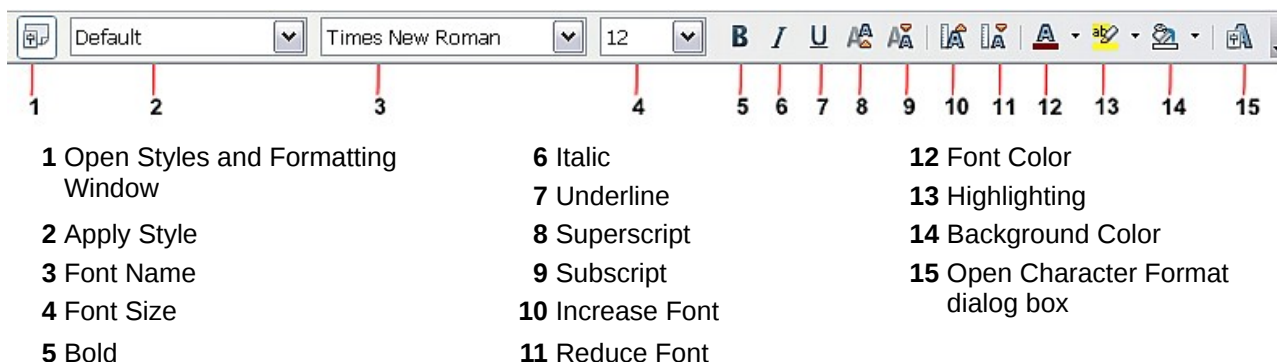 Default Times New Roman 12 B I U A A A A A ab A
1 2 3 4 5 6 7 8 9 10 11 12 13 14 15
1 Open Styles and Formatting
Window
2 Apply Style
3 Font Name
4 Font Size
5 Bold
6 Italic
7 Underline
8 Superscript
9 Subscript
10 Increase Font
11 Reduce Font
12 Font Color
13 Highlighting
14 Background Color
15 Open Character Format
dialog box